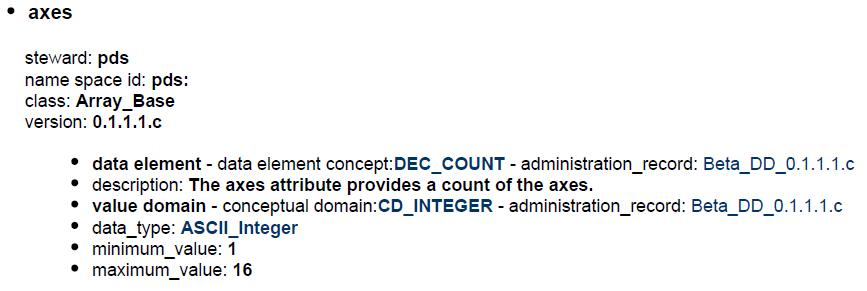 • axes
steward: pds
name space id: pds:
class: Array_Base
version: 0.1.1.1.c
• data element - data element concept:DEC_COUNT - administration_record: Beta_DD_0.1.1.1.c
• description: The axes attribute provides a count of the axes.
• value domain - conceptual domain:CD_INTEGER - administration_record: Beta_DD_0.1.1.1.c
• data_type: ASCII_Integer
• minimum_value: 1
• maximum_value: 16